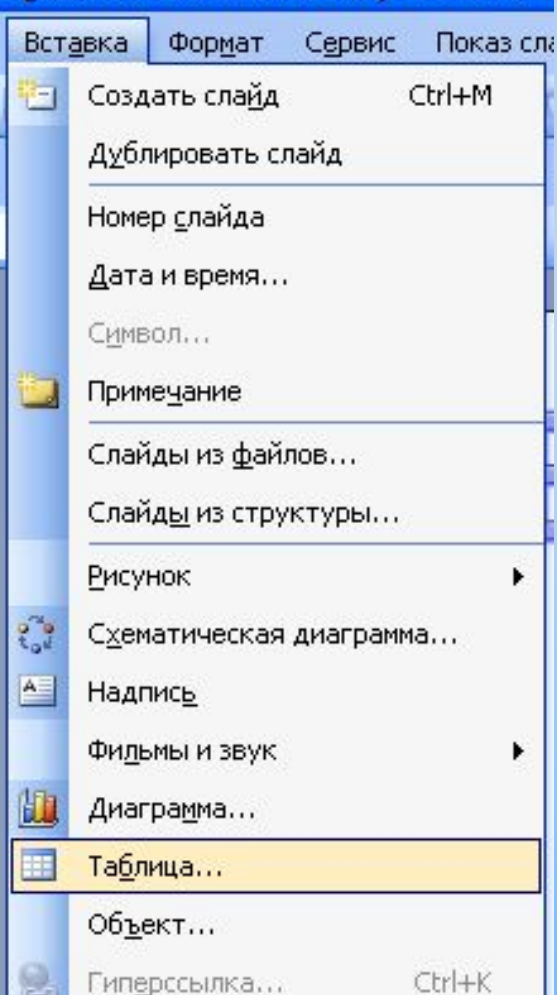 Вставка Формат Сервис Показ сла
Создать слайд Ctrl+M
Дублировать слайд
Номер слайда
Дата и время...
Символ...
Примечание
Слайды из файлов...
Слайды из структуры...
Рисунок
Схематическая диаграмма...
Надпись
Фильмы и звук
Диаграмма...
Таблица...
Объект...
Гиперссылка... Ctrl+K